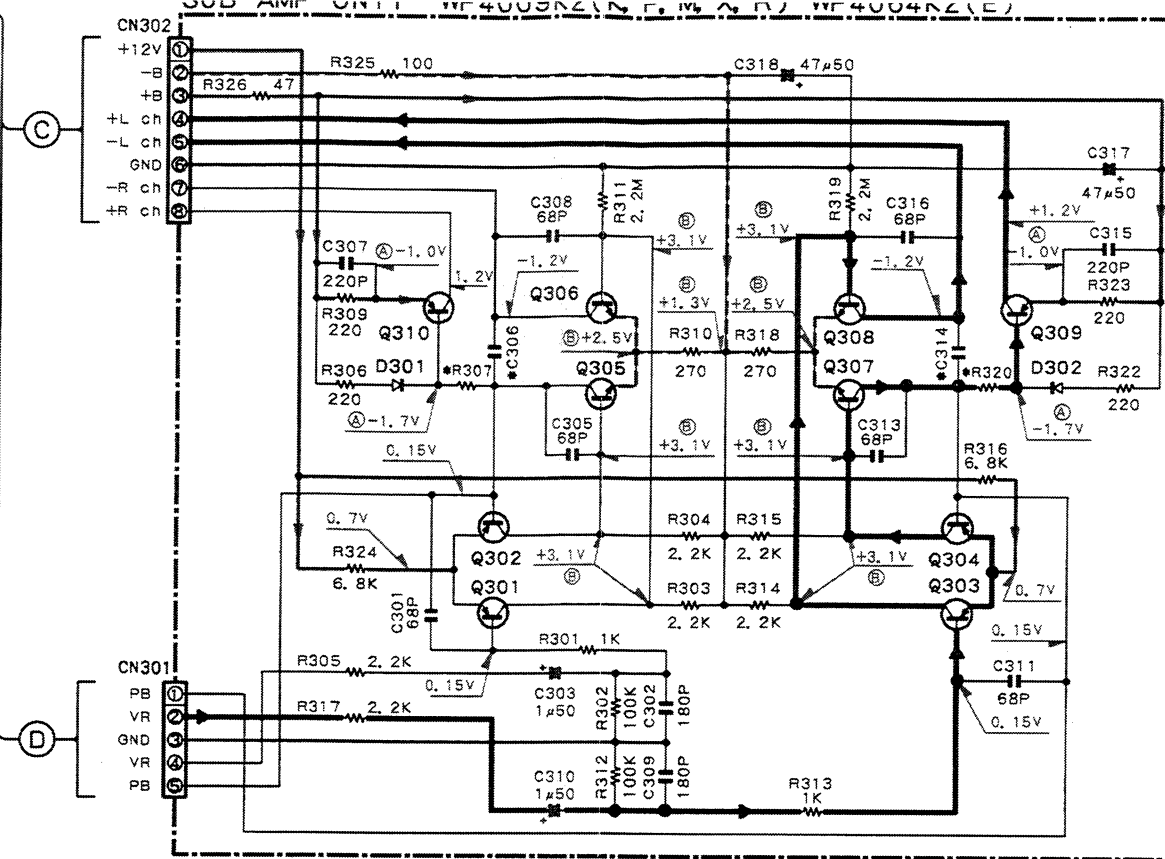 SUB AMP UNIT WF4009K2(K, P, M, X, H) WF4004K2(E)
CN302
+12V ①
-B ②
R325 100
C318 47μ50
+
R326 47
+B ③
+L ch ④
-L ch ⑤
GND ⑥
-R ch ⑦
+R ch ⑧
C
C317
+
47μ50
R311
2. 2M
R319
2. 2M
C308
68P
C316
68P
Ⓑ
+3. 1V
Ⓑ
+3. 1V
+1. 2V
Ⓐ
-1. 0V
C307
220P
Ⓐ-1. 0V
C315
220P
1. 2V
-1. 2V
-1. 2V
R309
220
Q310
Q306
Ⓑ
+1. 3V
Ⓑ
+2. 5V
R323
220
Q309
*C306
Ⓑ+2. 5V
R310
270
R318
270
Q308
*C314
D301
R306
220
*R307
Q305
Q307
*R320
D302
R322
220
Ⓐ-1. 7V
C305
68P
Ⓑ
+3. 1V
Ⓑ
+3. 1V
C313
68P
Ⓐ
-1. 7V
0. 15V
R316
6. 8K
0. 7V
R324
6. 8K
Q302
Q301
+3. 1V
Ⓑ
R304
2. 2K
R315
2. 2K
+3. 1V
Ⓑ
Q304
Q303
0. 7V
C301
68P
R303
2. 2K
R314
2. 2K
0. 15V
R301 1K
CN301
R305 2. 2K
+
C303
1μ50
0. 15V
R302
100K
C302
180P
C311
68P
0. 15V
PB ①
VR ②
GND ③
VR ④
PB ⑤
D
R317 2. 2K
C310
1μ50
+
R312
100K
C309
180P
R313
1K